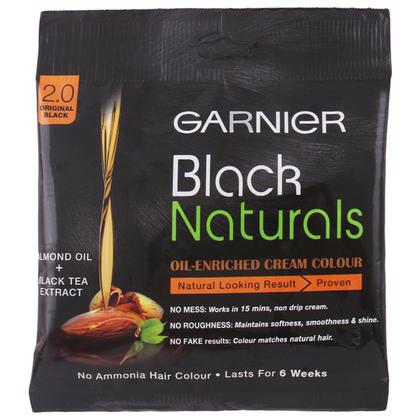 2.0
ORIGINAL
BLACK
GARNIER
Black
Naturals
ALMOND OIL
+
BLACK TEA
EXTRACT
OIL-ENRICHED CREAM COLOUR
Natural Looking Result Proven
NO MESS: Works in 15 mins, non drip cream.
NO ROUGHNESS: Maintains softness, smoothness & shine.
NO FAKE results: Colour matches natural hair.
No Ammonia Hair Colour • Lasts For 6 Weeks